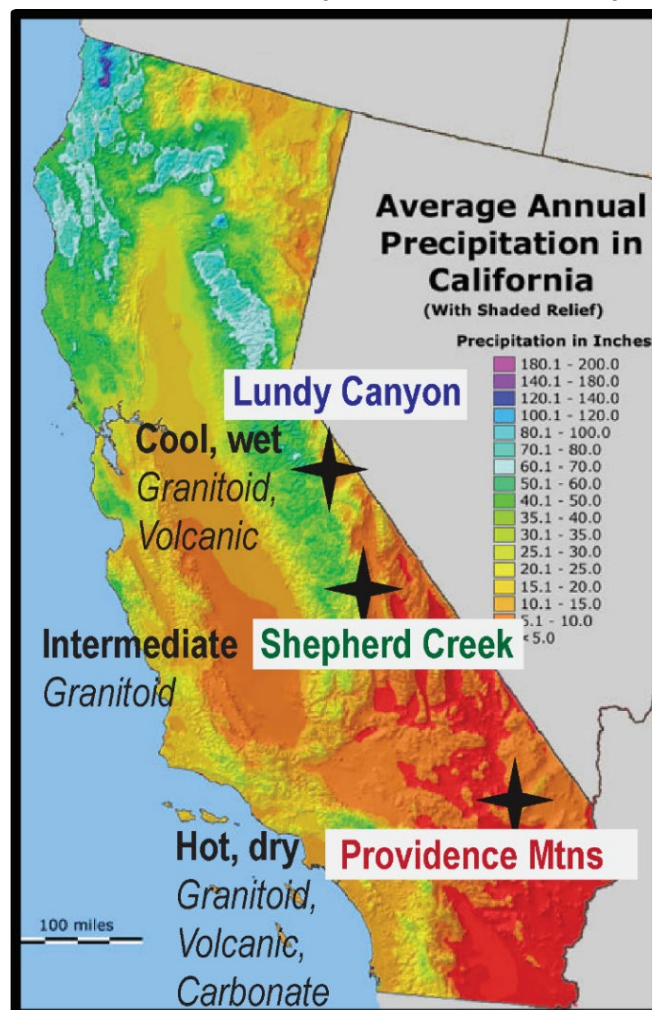 Average Annual
Precipitation in
California
(With Shaded Relief)
Precipitation in Inches
180.1 - 200.0
140.1 - 180.0
120.1 - 140.0
100.1 - 120.0
80.1 - 100.0
70.1 - 80.0
60.1 - 70.0
50.1 - 60.0
40.1 - 50.0
35.1 - 40.0
30.1 - 35.0
25.1 - 30.0
20.1 - 25.0
15.1 - 20.0
10.1 - 15.0
5.1 - 10.0
< 5.0
Lundy Canyon
Cool, wet
Granitoid,
Volcanic
Intermediate
Granitoid
Shepherd Creek
Hot, dry
Granitoid,
Volcanic,
Carbonate
Providence Mtns
100 miles